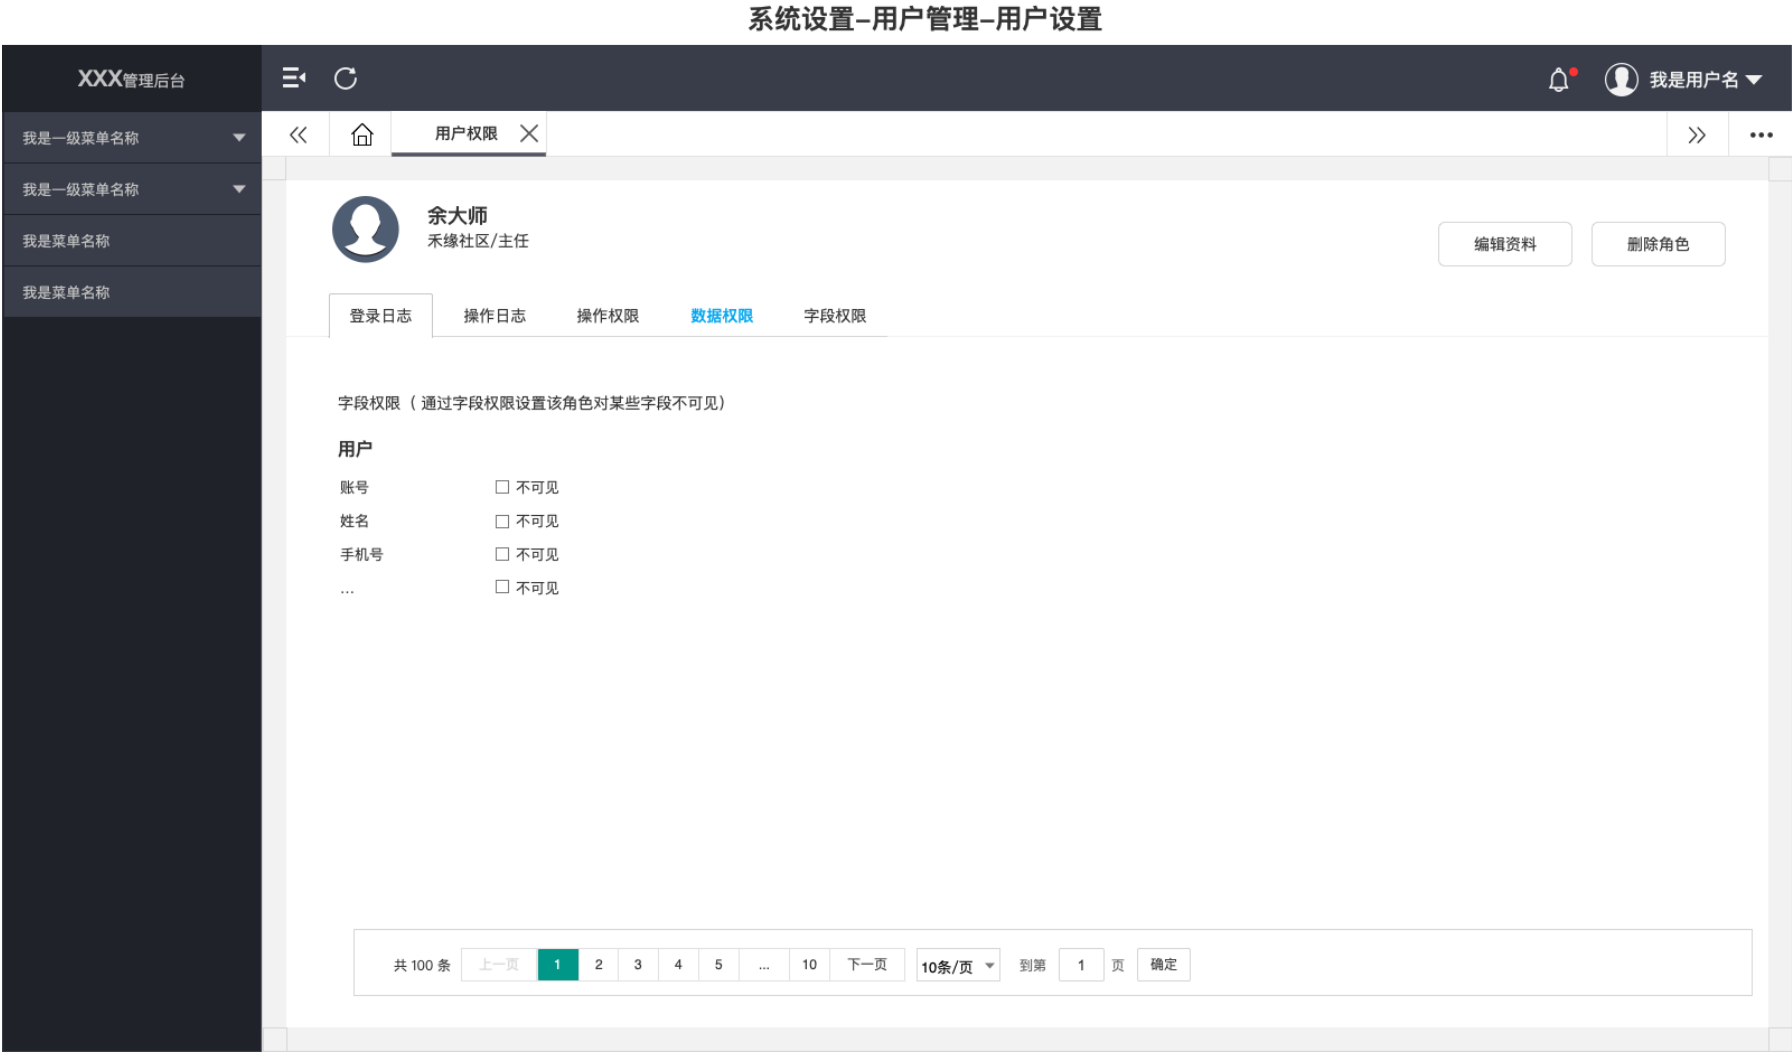 系统设置-用户管理-用户设置
XXX管理后台
我是用户名
我是一级菜单名称
我是一级菜单名称
我是菜单名称
我是菜单名称
用户权限
余大师
禾缘社区/主任
编辑资料
删除角色
登录日志 操作日志 操作权限 数据权限 字段权限
字段权限（ 通过字段权限设置该角色对某些字段不可见）
用户
账号 不可见
姓名 不可见
手机号 不可见
... 不可见
共 100 条 上一页 1 2 3 4 5 ... 10 下一页 10条/页 到第 1 页 确定